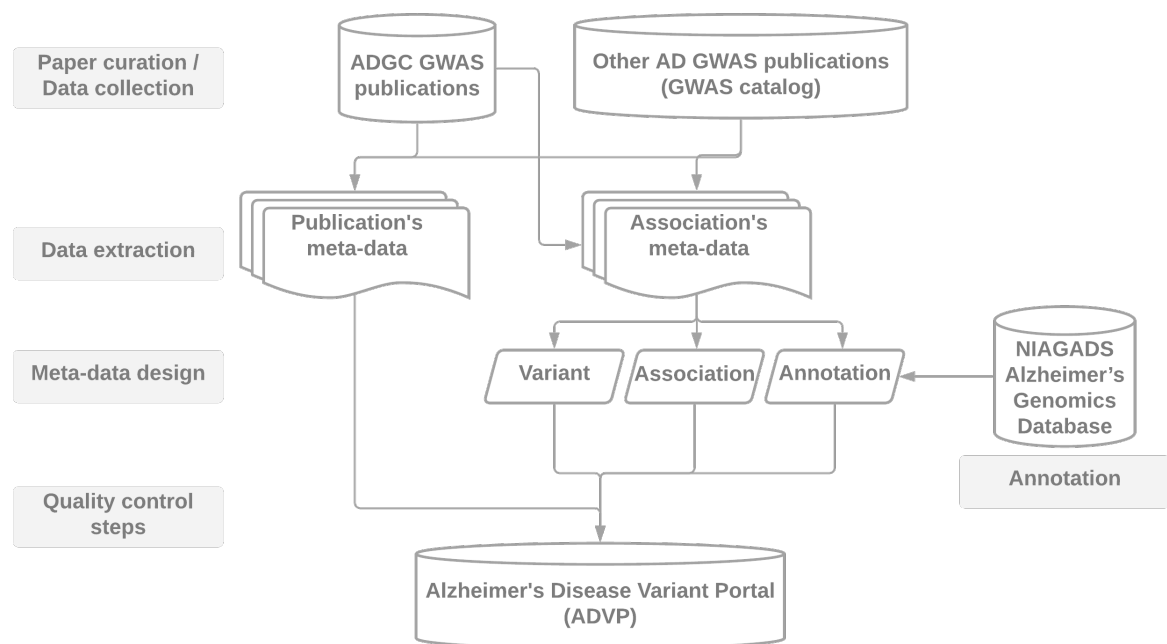 Paper curation /
Data collection
ADGC GWAS
publications
Other AD GWAS publications
(GWAS catalog)
Data extraction
Publication's
meta-data
Association's
meta-data
Meta-data design
Variant
Association
Annotation
NIAGADS
Alzheimer’s
Genomics
Database
Annotation
Quality control
steps
Alzheimer's Disease Variant Portal
(ADVP)